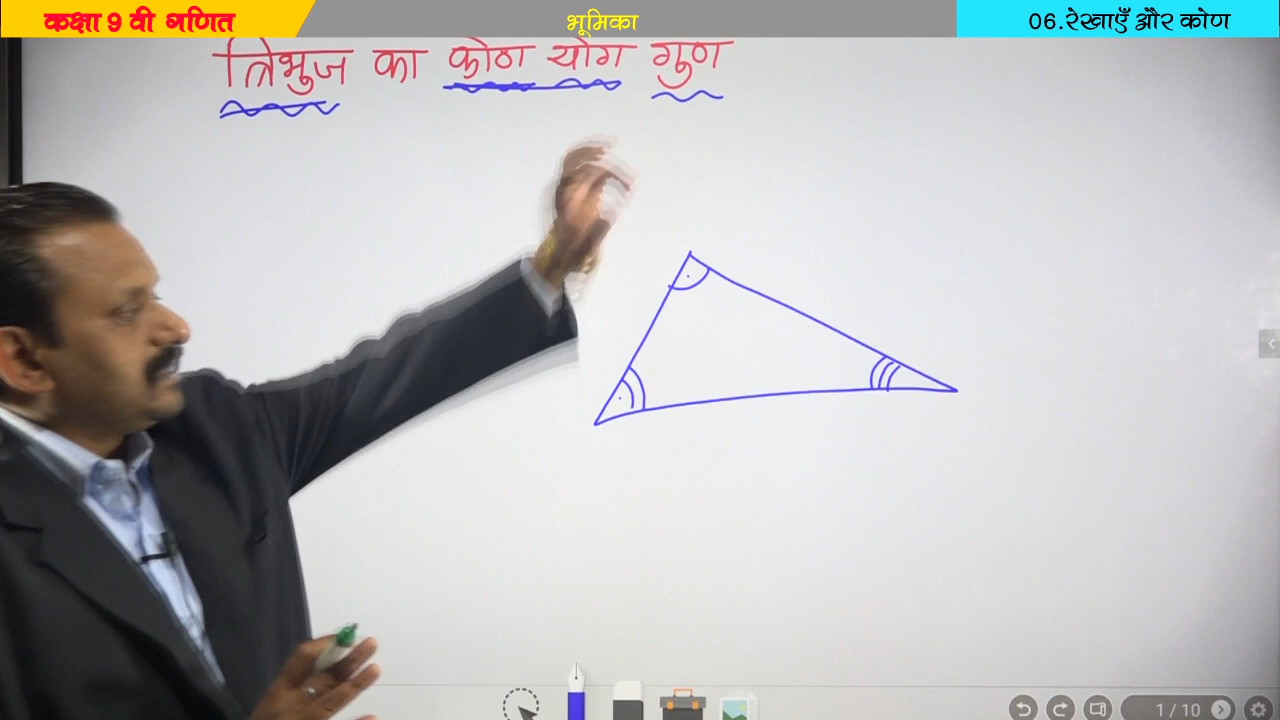 कक्षा 9 वी गणित
भूमिका
06.रेखाएँ और कोण
त्रिभुज का कोण योग गुण
1 / 10